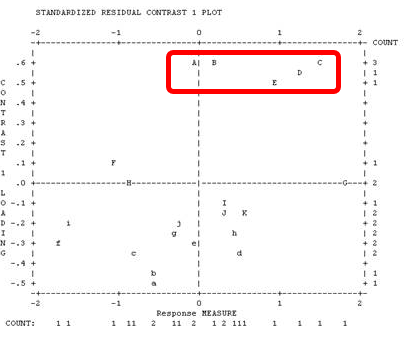 STANDARDIZED RESIDUAL CONTRAST 1 PLOT
-2 -1 0 1 2
COUNT
.6 + A B C + 3
D 1
.5 + E + 1
.4 + +
.3 + +
.2 + +
.1 + F + 1
.0 H G 2
-.1 + I + 1
J K 2
-.2 + i j + 2
g h 2
-.3 + f e + 2
c d 2
-.4 + +
b 1
-.5 + a + 1
CONTRAST 1 LOADING
-2 -1 0 1 2
Response MEASURE
COUNT: 1 1 1 11 2 11 2 1 2 111 1 1 1